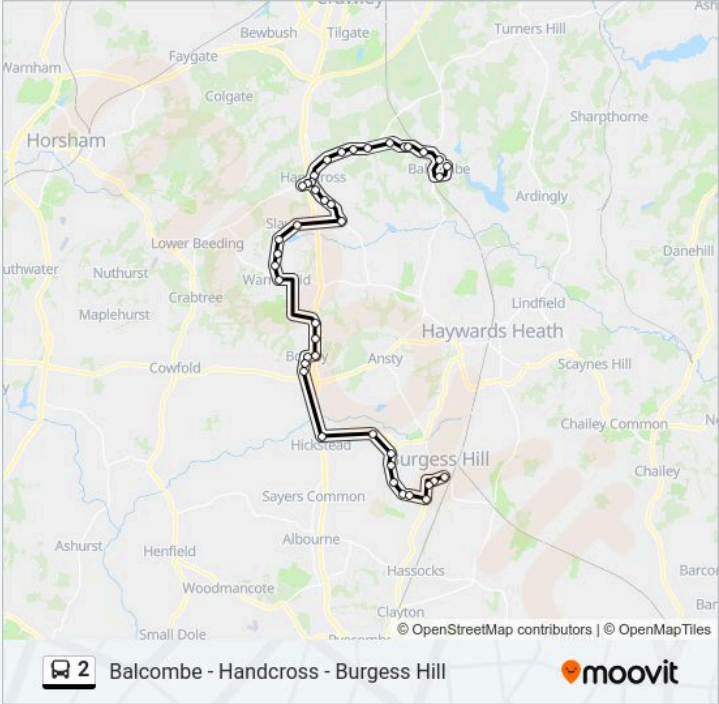 Crawley
Ash
Bewbush
Tilgate
Turners Hill
Faygate
Warnham
Colgate
Sharpthorne
Horsham
Ardingly
Lower Beeding
Danehill
Nuthurst
Crabtree
Lindfield
Maplehurst
Haywards Heath
Ansty
Scaynes Hill
Cowfold
Chailey Common
Hickstead
Burgess Hill
Chailey
Sayers Common
Albourne
Ashurst
Henfield
Hassocks
Woodmancote
Clayton
Small Dole
© OpenStreetMap contributors | © OpenMapTiles
2 Balcombe - Handcross - Burgess Hill
moovit